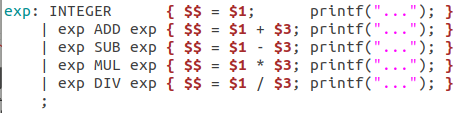 exp: INTEGER     { $$ = $1;      printf("..."); }
   | exp ADD exp { $$ = $1 + $3; printf("..."); }
   | exp SUB exp { $$ = $1 - $3; printf("..."); }
   | exp MUL exp { $$ = $1 * $3; printf("..."); }
   | exp DIV exp { $$ = $1 / $3; printf("..."); }
   ;